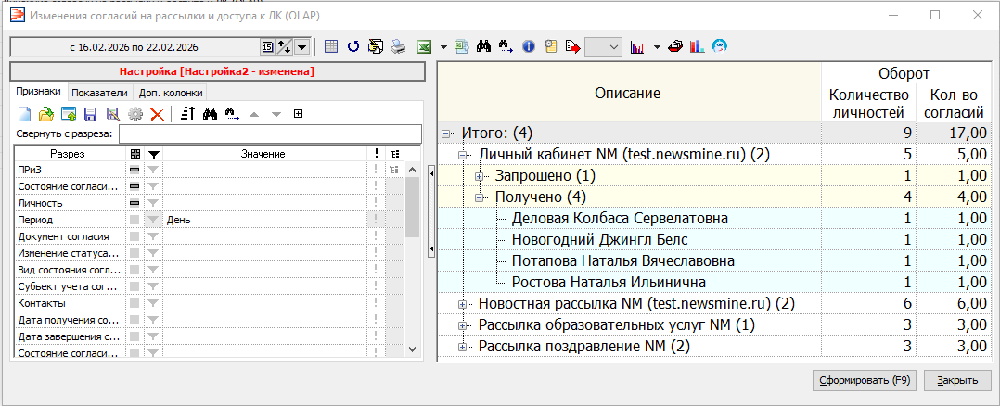 Изменения согласий на рассылки и доступа к ЛК (OLAP)
с 16.02.2026 по 22.02.2026
15
Настройка [Настройка2 - изменена]
Признаки Показатели Доп. колонки
Свернуть с разреза:
Разрез Значение !
ПРиЗ !
Состояние согласи... !
Личность !
Период День !
Документ согласия !
Изменение статуса... !
Вид состояния согл... !
Субъект учета сог... !
Контакты !
Дата получения со... !
Дата завершения с... !
Состояние согласи... !
Описание Оборот
Количество личностей Кол-во согласий
Итого: (4) 9 17,00
Личный кабинет NM (test.newsmine.ru) (2) 5 5,00
Запрошено (1) 1 1,00
Получено (4) 4 4,00
Деловая Колбаса Сервелатовна 1 1,00
Новогодний Джингл Белс 1 1,00
Потапова Наталья Вячеславовна 1 1,00
Ростова Наталья Ильинична 1 1,00
Новостная рассылка NM (test.newsmine.ru) (2) 6 6,00
Рассылка образовательных услуг NM (1) 3 3,00
Рассылка поздравление NM (2) 3 3,00
Сформировать (F9) Закрыть